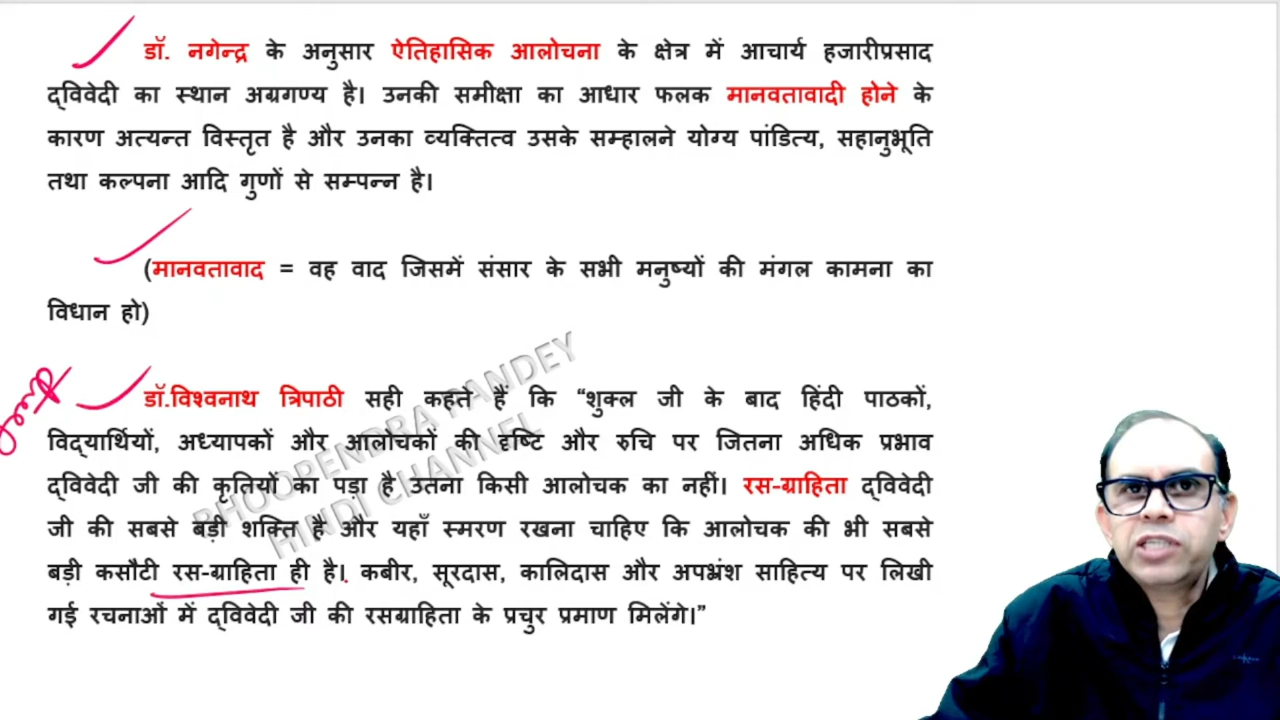 डॉ. नगेन्द्र के अनुसार ऐतिहासिक आलोचना के क्षेत्र में आचार्य हजारीप्रसाद
द्विवेदी का स्थान अग्रगण्य है। उनकी समीक्षा का आधार फलक मानवतावादी होने के
कारण अत्यन्त विस्तृत है और उनका व्यक्तित्व उसके सम्हालने योग्य पांडित्य, सहानुभूति
तथा कल्पना आदि गुणों से सम्पन्न है।
(मानवतावाद = वह वाद जिसमें संसार के सभी मनुष्यों की मंगल कामना का
विधान हो)
डॉ.विश्वनाथ त्रिपाठी सही कहते हैं कि “शुक्ल जी के बाद हिंदी पाठकों,
विद्यार्थियों, अध्यापकों और आलोचकों की दृष्टि और रुचि पर जितना अधिक प्रभाव
द्विवेदी जी की कृतियों का पड़ा है उतना किसी आलोचक का नहीं। रस-ग्राहिता द्विवेदी
जी की सबसे बड़ी शक्ति है और यहाँ स्मरण रखना चाहिए कि आलोचक की भी सबसे
बड़ी कसौटी रस-ग्राहिता ही है। कबीर, सूरदास, कालिदास और अपभ्रंश साहित्य पर लिखी
गई रचनाओं में द्विवेदी जी की रसग्राहिता के प्रचुर प्रमाण मिलेंगे।”
BHOOPENDRA PANDEY
HINDI CHANNEL